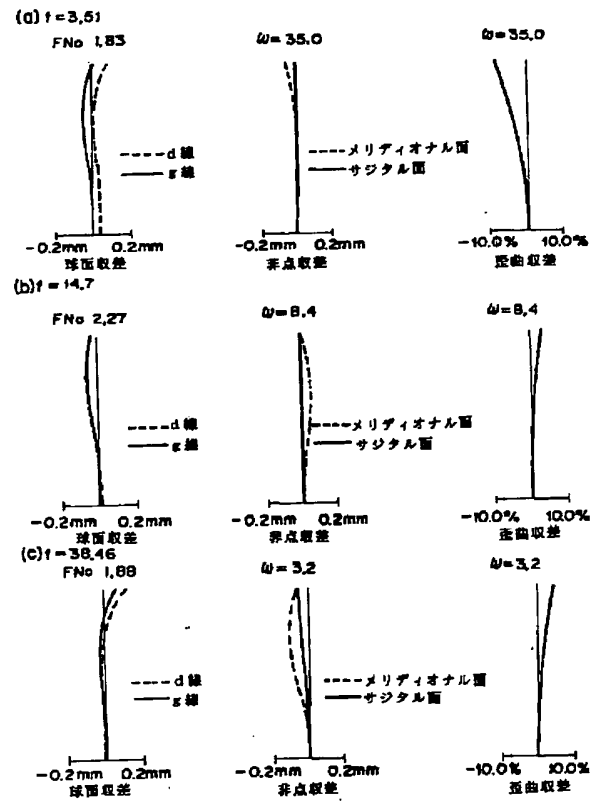 (a) f = 3,51
FNo 1,83
ω=35.0
ω=35.0
d線
g線
メリディオナル面
サジタル面
-0.2mm 0.2mm
球面収差
-0.2mm 0.2mm
非点収差
-10.0% 10.0%
歪曲収差
(b) f = 14.7
FNo 2,27
ω=8.4
ω=8,4
d線
g線
メリディオナル面
サジタル面
-0.2mm 0.2mm
球面収差
-0.2mm 0.2mm
非点収差
-10.0% 10.0%
歪曲収差
(c) f = 38,46
FNo 1,88
ω=3.2
ω=3,2
d線
g線
メリディオナル面
サジタル面
-0.2mm 0.2mm
球面収差
-0.2mm 0.2mm
非点収差
-10.0% 10.0%
歪曲収差